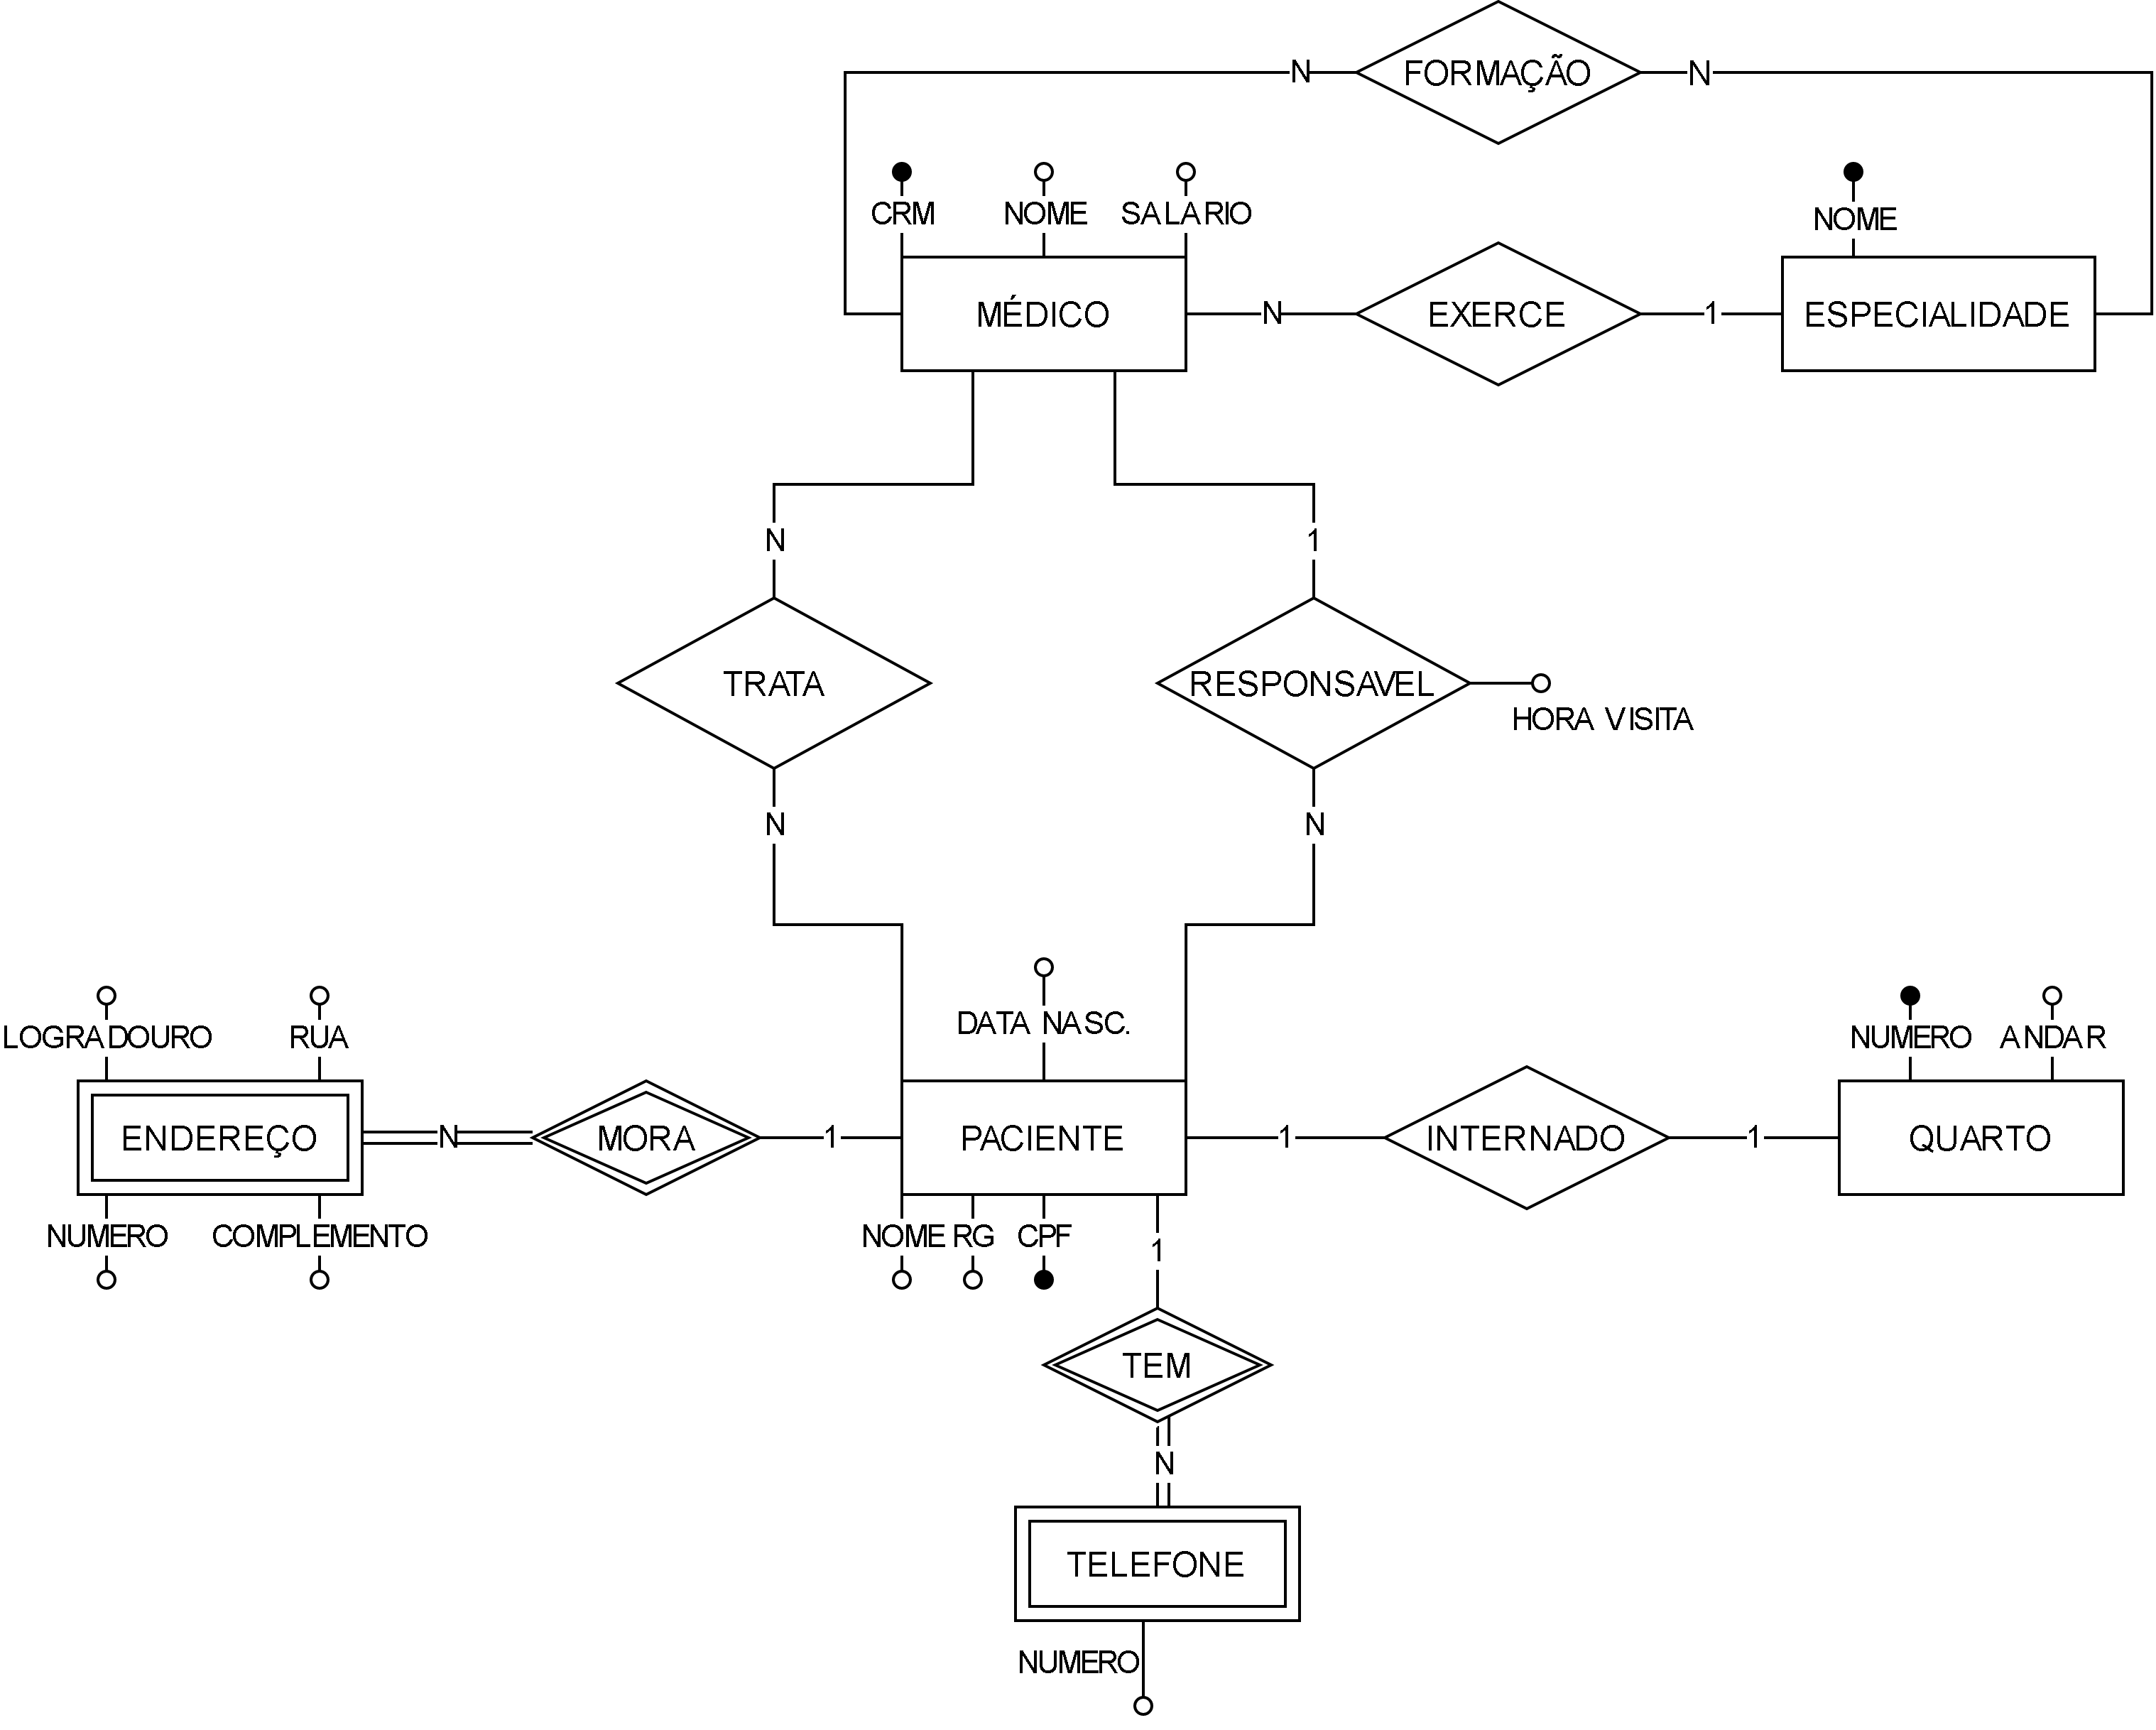 N FORMAÇÃO N
CRM NOME SALARIO NOME
MÉDICO N EXERCE 1 ESPECIALIDADE
N 1
TRATA RESPONSAVEL
HORA VISITA
N N
DATA NASC.
LOGRADOURO RUA NUMERO ANDAR
ENDEREÇO N MORA 1 PACIENTE 1 INTERNADO 1 QUARTO
NUMERO COMPLEMENTO NOME RG CPF 1
TEM
N
TELEFONE
NUMERO